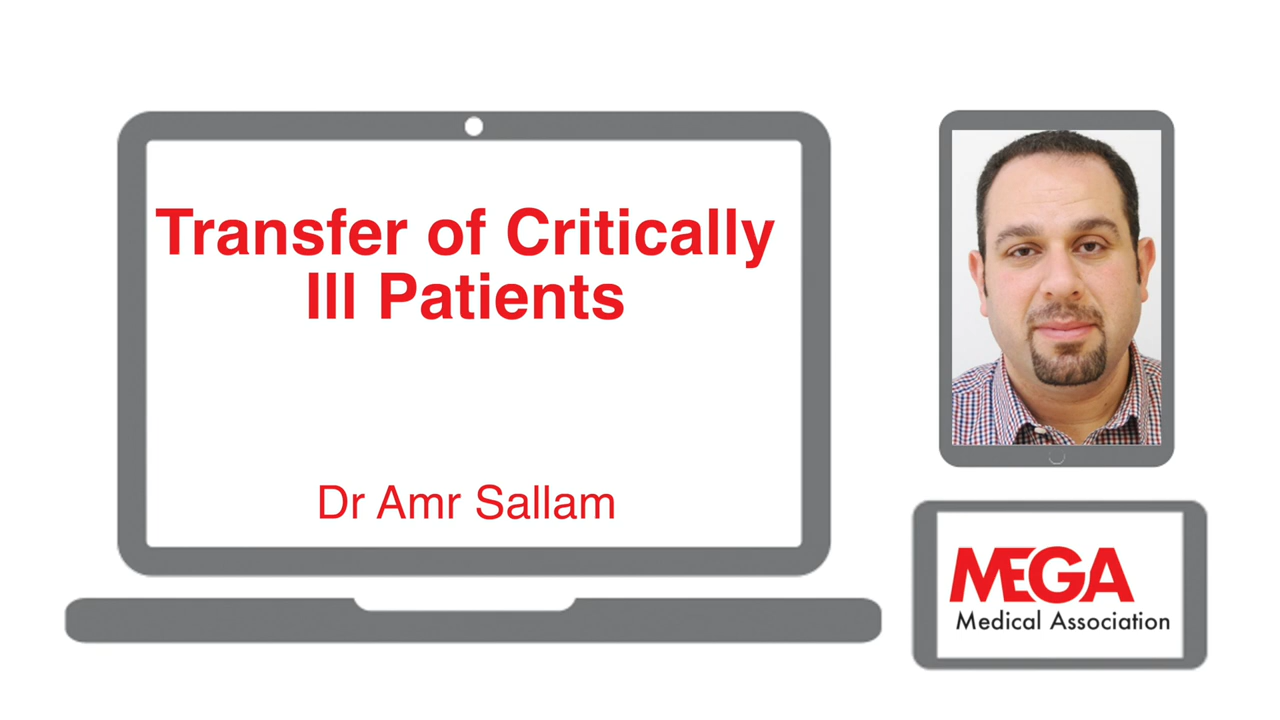 Transfer of Critically
Ill Patients
Dr Amr Sallam
MEGA
Medical Association